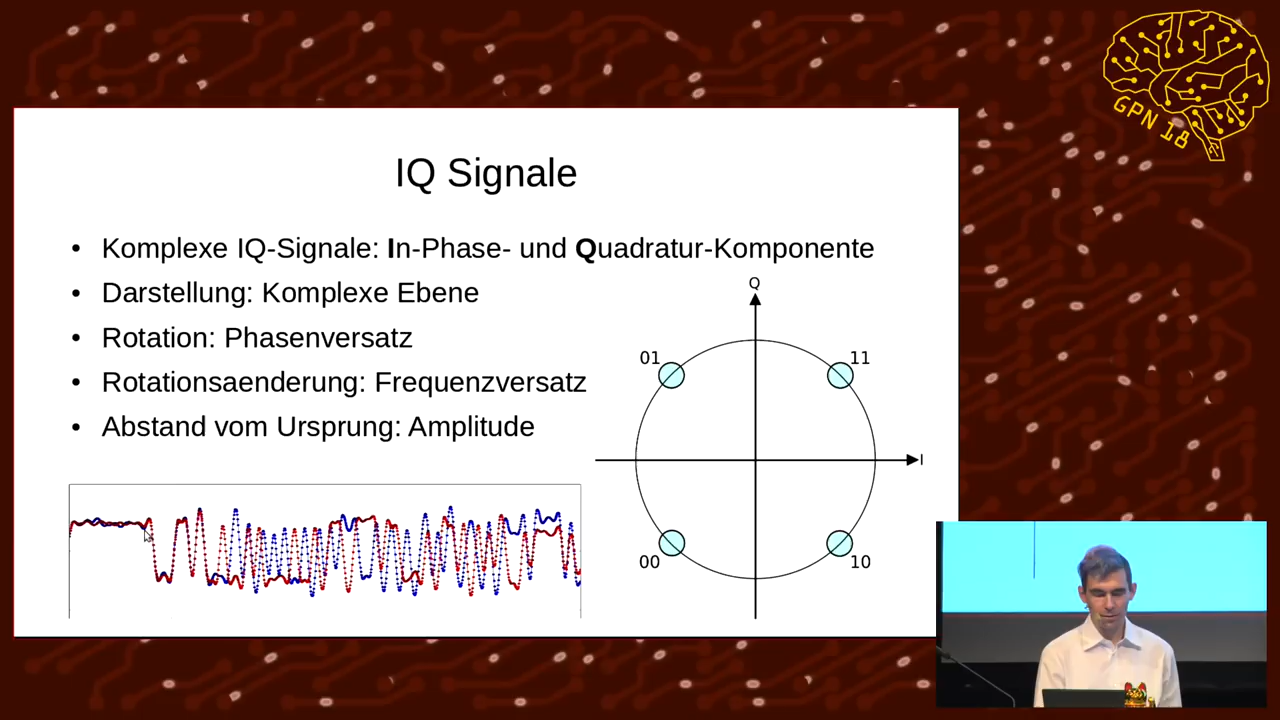 GPN 18
IQ Signale
• Komplexe IQ-Signale: In-Phase- und Quadratur-Komponente
• Darstellung: Komplexe Ebene
• Rotation: Phasenversatz
• Rotationsaenderung: Frequenzversatz
• Abstand vom Ursprung: Amplitude
Q
01
11
I
00
10